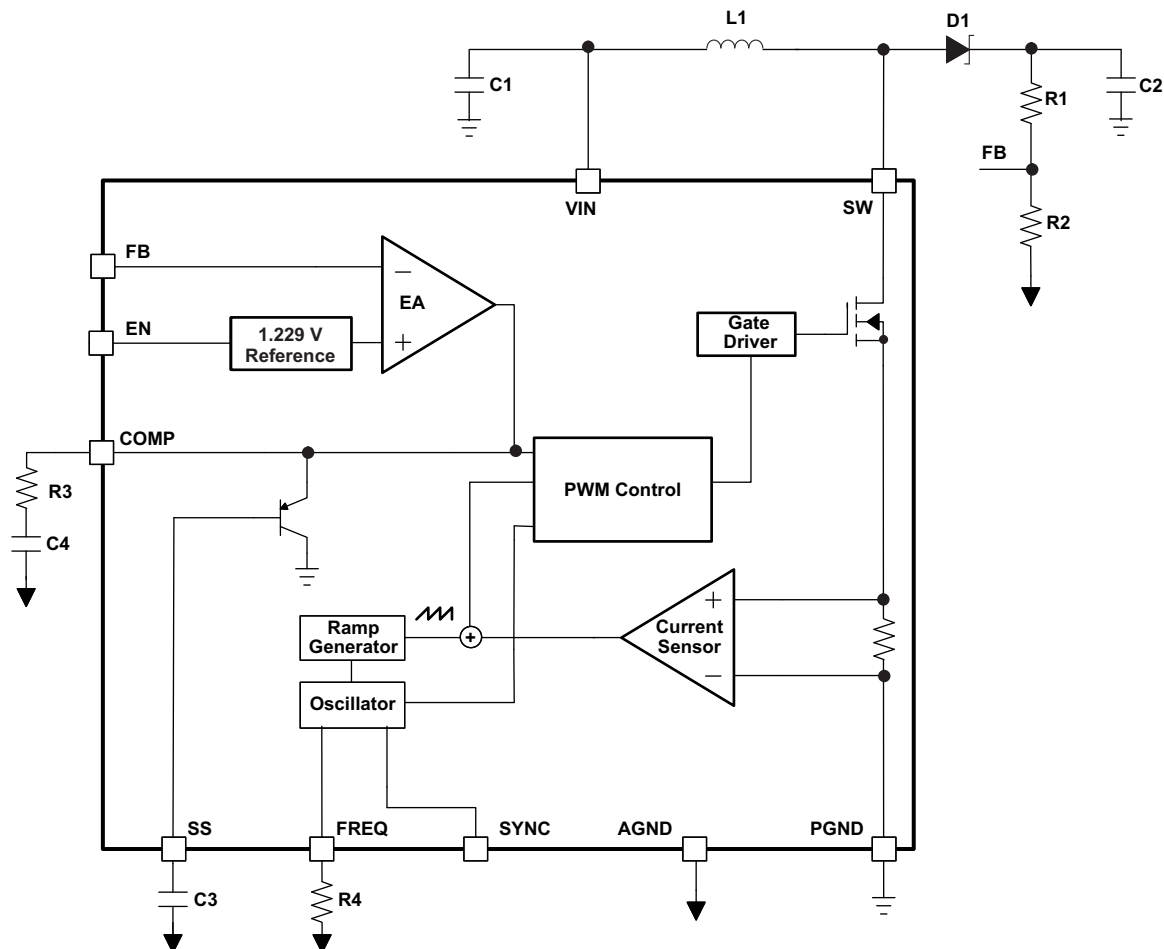 L1
D1
C1
R1
C2
FB
VIN
SW
R2
FB
−
EA
EN
1.229 V
Reference
+
Gate
Driver
COMP
R3
PWM Control
C4
+
Ramp
Generator
+
Current
Sensor
−
Oscillator
SS
FREQ
SYNC
AGND
PGND
C3
R4